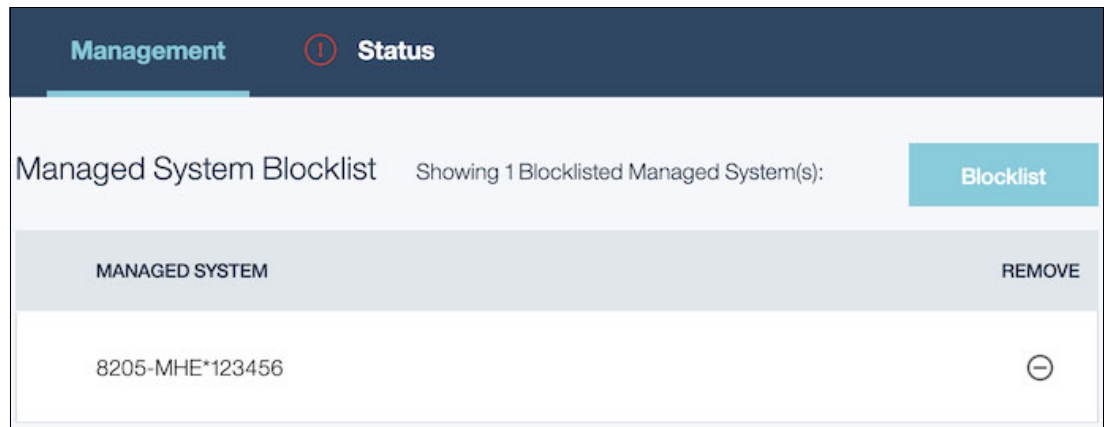 Management ! Status
Managed System Blocklist Showing 1 Blocklisted Managed System(s): Blocklist
MANAGED SYSTEM REMOVE
8205-MHE*123456